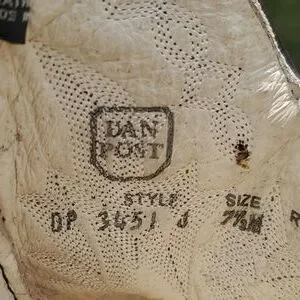 DAN
POST
STYLE SIZE
DP 3451 J 7½M R